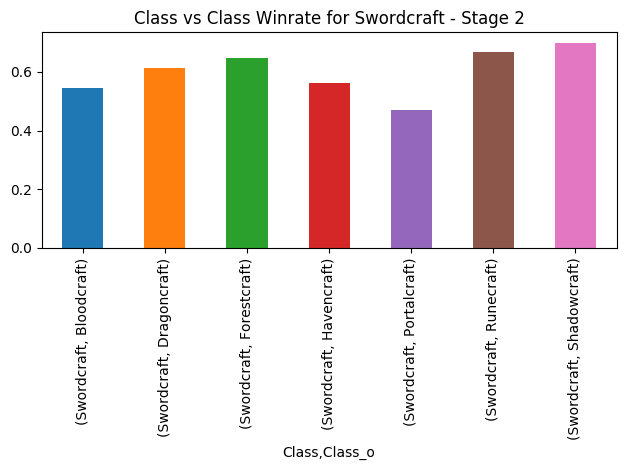 Class vs Class Winrate for Swordcraft - Stage 2
0.6
0.4
0.2
0.0
(Swordcraft, Bloodcraft)
(Swordcraft, Dragoncraft)
(Swordcraft, Forestcraft)
(Swordcraft, Havencraft)
(Swordcraft, Portalcraft)
(Swordcraft, Runecraft)
(Swordcraft, Shadowcraft)
Class,Class_o